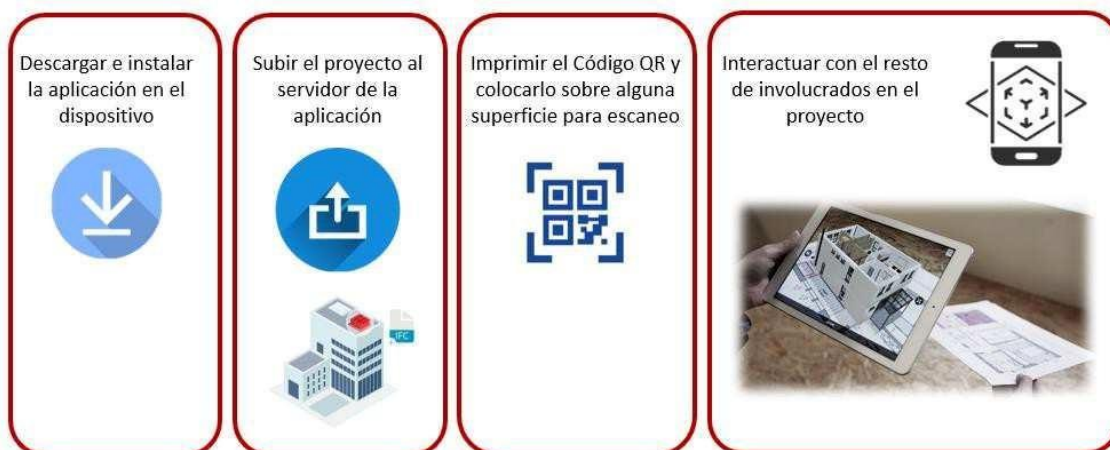 Descargar e instalar
la aplicación en el
dispositivo
Subir el proyecto al
servidor de la
aplicación
IFC
Imprimir el Código QR y
colocarlo sobre alguna
superficie para escaneo
Interactuar con el resto
de involucrados en el
proyecto